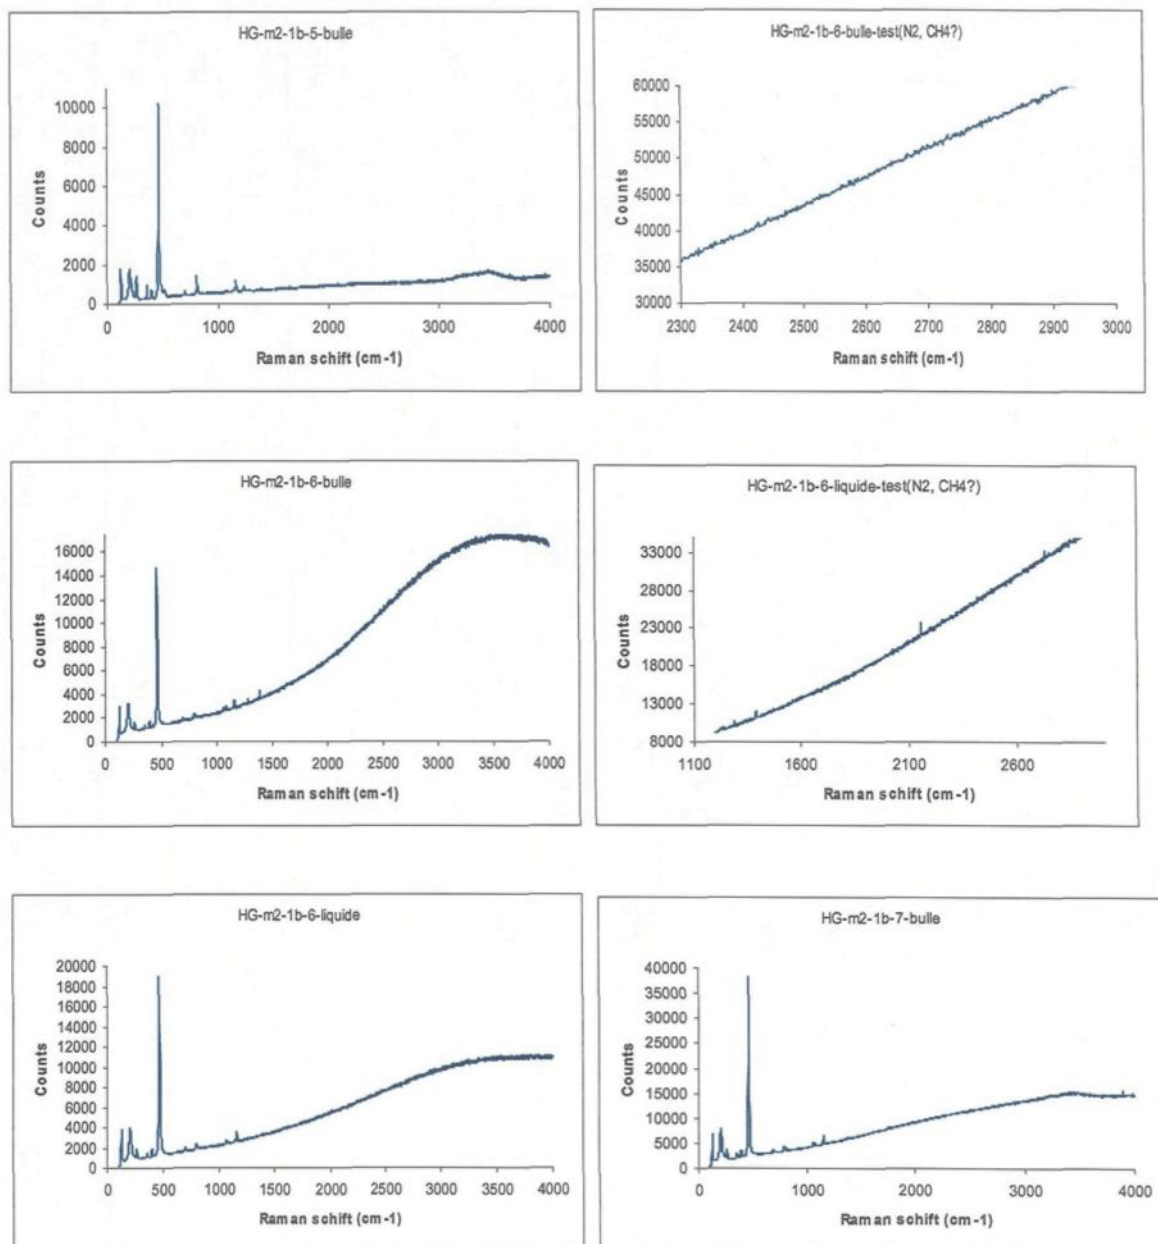 HG-m2-1b-5-bulle
10000
8000
6000
4000
2000
0
Counts
0 1000 2000 3000 4000
Raman schift (cm-1)
HG-m2-1b-6-bulle-test(N2, CH4?)
60000
55000
50000
45000
40000
35000
30000
Counts
2300 2400 2500 2600 2700 2800 2900 3000
Raman schift (cm-1)
HG-m2-1b-6-bulle
16000
14000
12000
10000
8000
6000
4000
2000
0
Counts
0 500 1000 1500 2000 2500 3000 3500 4000
Raman schift (cm-1)
HG-m2-1b-6-liquide-test(N2, CH4?)
33000
28000
23000
18000
13000
8000
Counts
1100 1600 2100 2600
Raman schift (cm-1)
HG-m2-1b-6-liquide
20000
18000
16000
14000
12000
10000
8000
6000
4000
2000
0
Counts
0 500 1000 1500 2000 2500 3000 3500 4000
Raman schift (cm-1)
HG-m2-1b-7-bulle
40000
35000
30000
25000
20000
15000
10000
5000
0
Counts
0 1000 2000 3000 4000
Raman schift (cm-1)